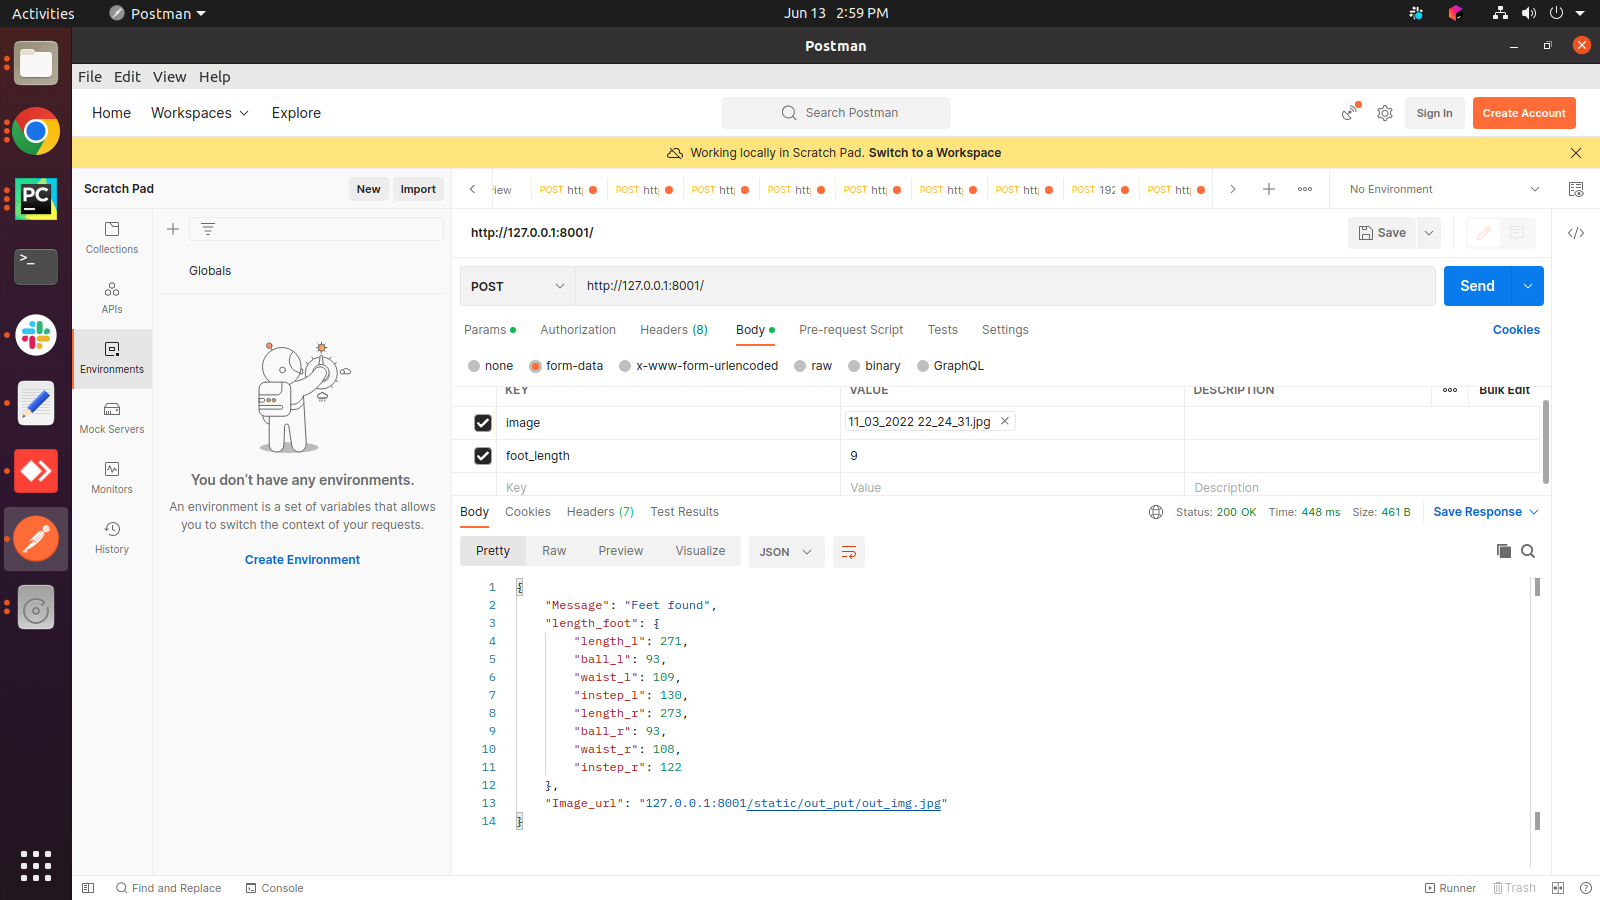 Activities Postman Jun 13 2:59 PM
Postman
File Edit View Help
Home Workspaces Explore Search Postman Sign In Create Account
Working locally in Scratch Pad. Switch to a Workspace
Scratch Pad New Import
POST POST POST POST POST POST POST POST 192 POST No Environment
Collections
APIs
Environments
Mock Servers
Monitors
History
Globals
You don't have any environments.
An environment is a set of variables that allows
you to switch the context of your requests.
Create Environment
http://127.0.0.1:8001/ Save </>
POST http://127.0.0.1:8001/ Send
Params Authorization Headers (8) Body Pre-request Script Tests Settings Cookies
none form-data x-www-form-urlencoded raw binary GraphQL
KEY VALUE DESCRIPTION Bulk Edit
image 11_03_2022 22_24_31.jpg
foot_length 9
Key Value Description
Body Cookies Headers (7) Test Results Status: 200 OK Time: 448 ms Size: 461 B Save Response
Pretty Raw Preview Visualize JSON
1 {
2 "Message": "Feet found",
3 "length_foot": {
4 "length_l": 271,
5 "ball_l": 93,
6 "waist_l": 109,
7 "instep_l": 130,
8 "length_r": 273,
9 "ball_r": 93,
10 "waist_r": 108,
11 "instep_r": 122
12 },
13 "Image_url": "127.0.0.1:8001/static/out_put/out_img.jpg"
14 }
Find and Replace Console Runner Trash